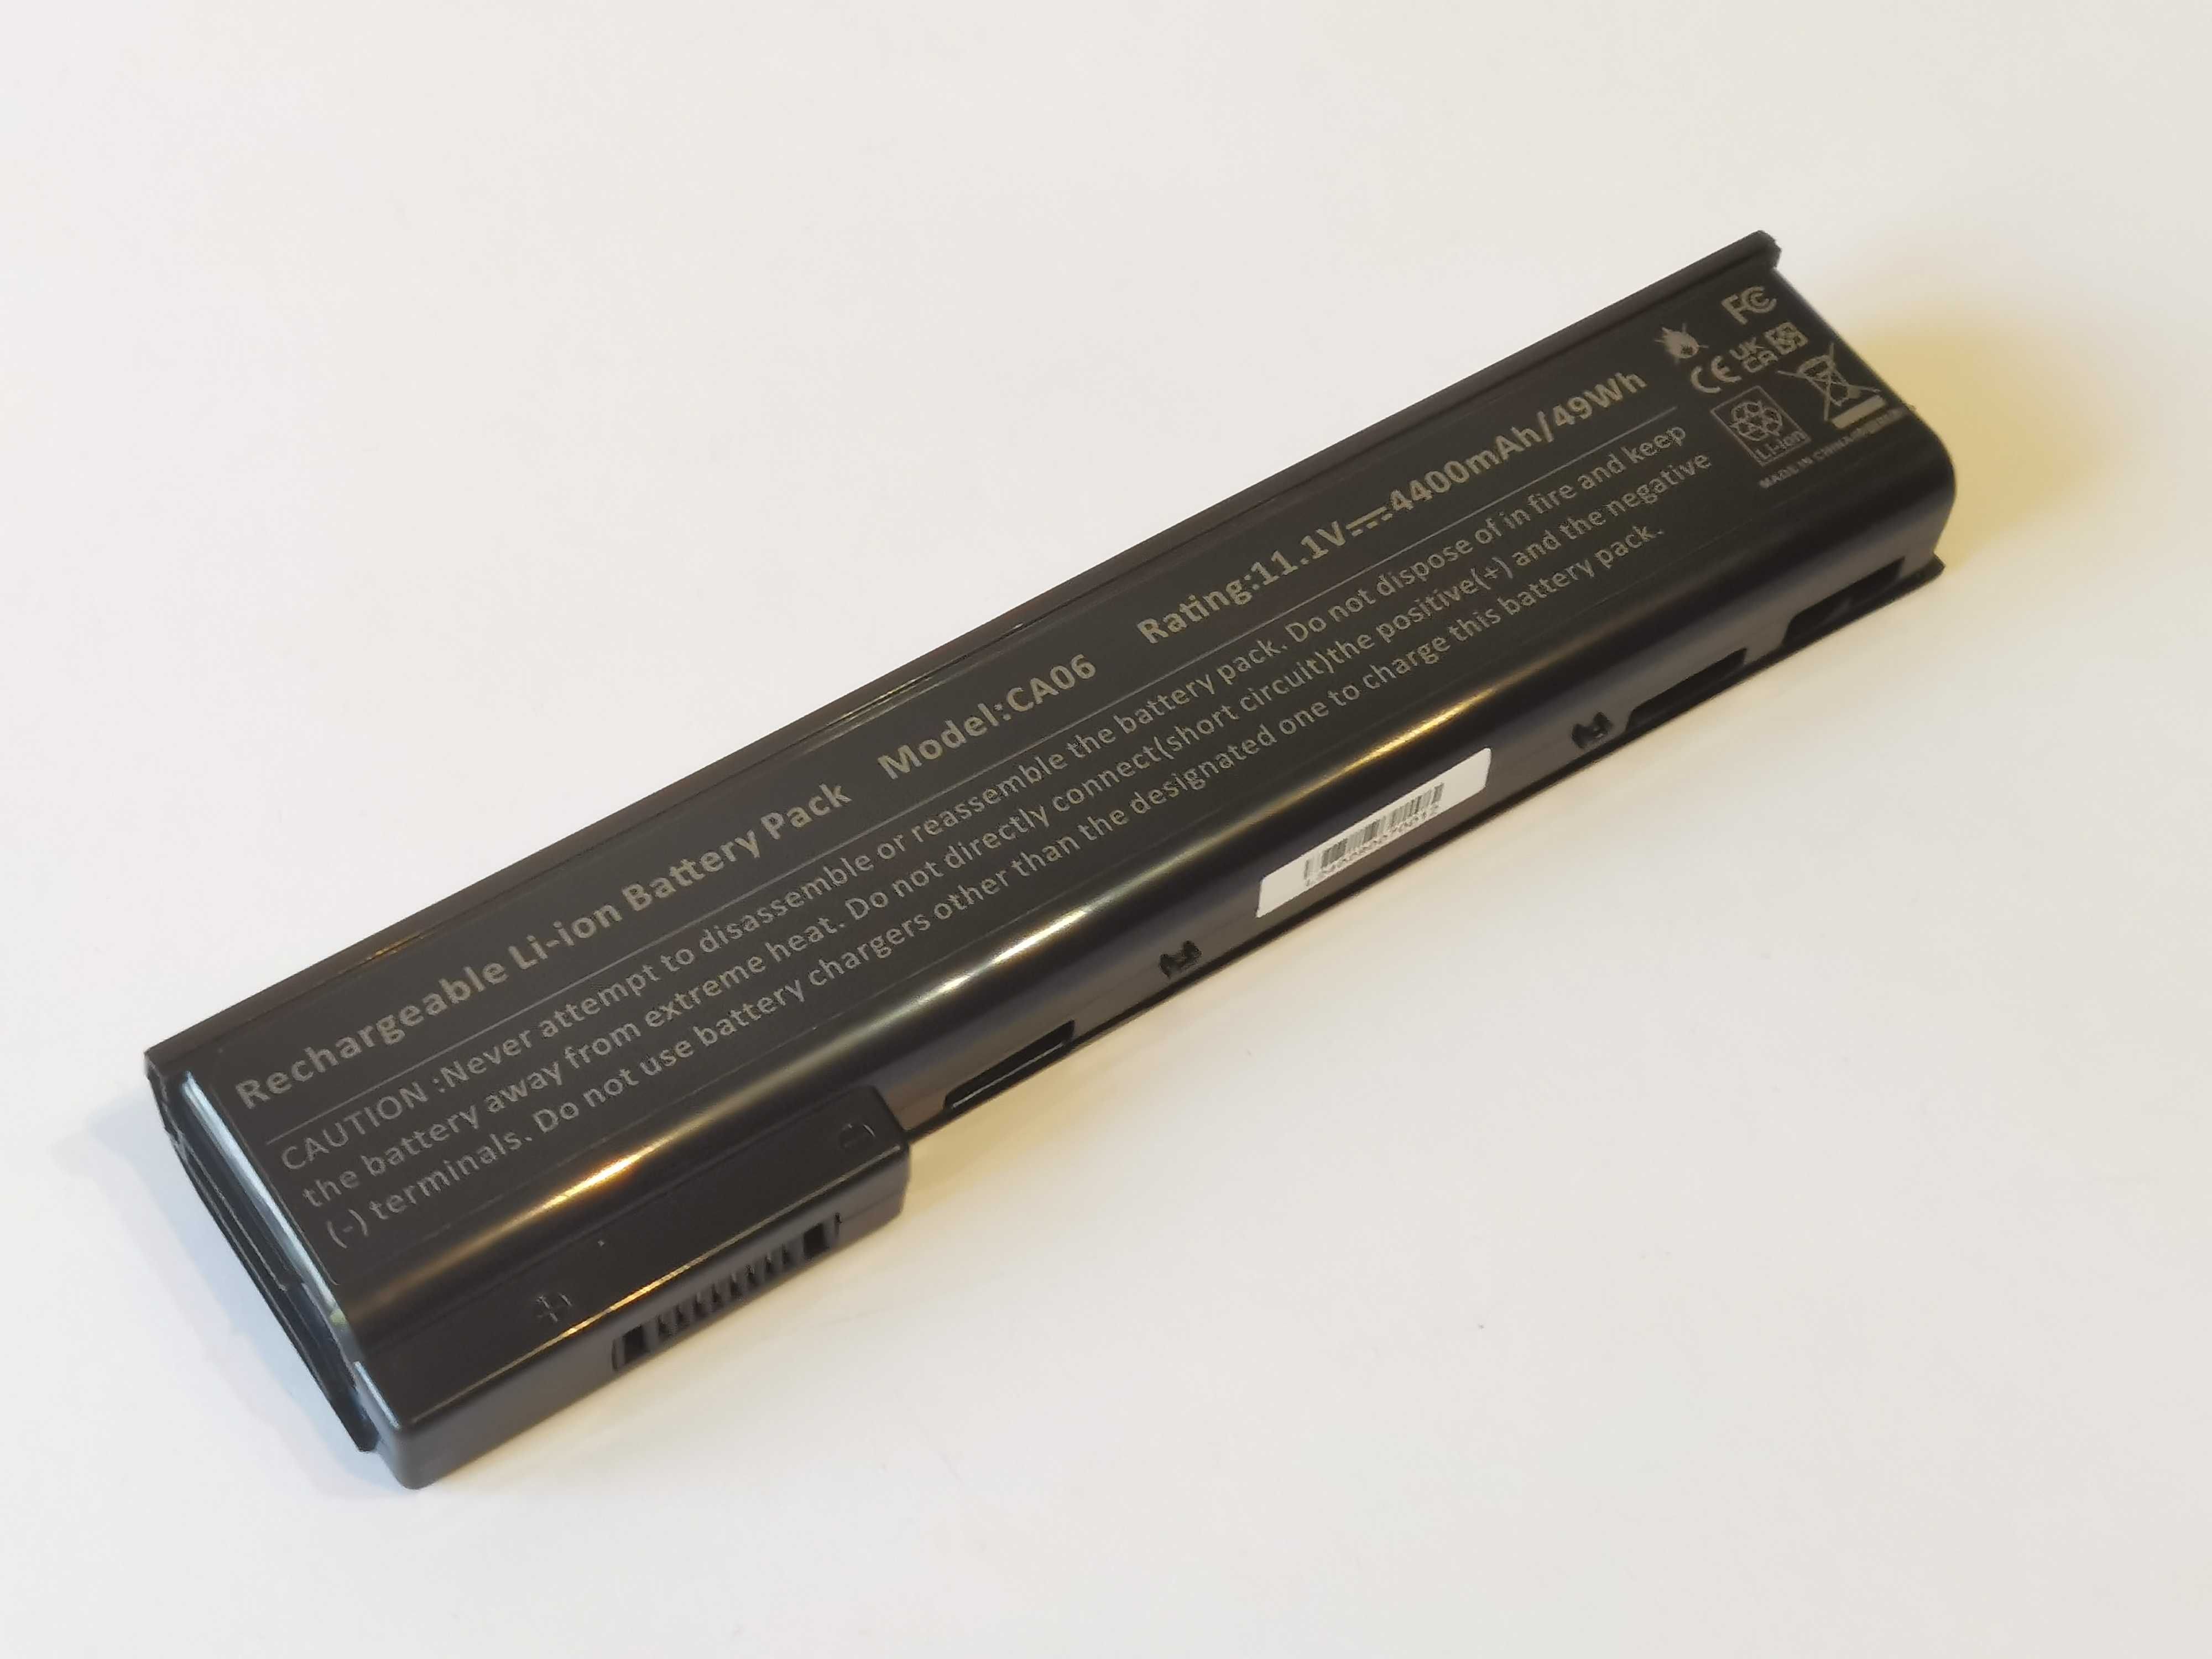 Rechargeable Li-ion Battery Pack Model:CA06 Rating:11.1V⎓4400mAh/49Wh
CAUTION :Never attempt to disassemble or reassemble the battery pack. Do not dispose of in fire and keep
the battery away from extreme heat. Do not directly connect(short circuit)the positive(+) and the negative
(-) terminals. Do not use battery chargers other than the designated one to charge this battery pack.
FC
CE UK CA
Li-ion
MADE IN CHINA
+
-